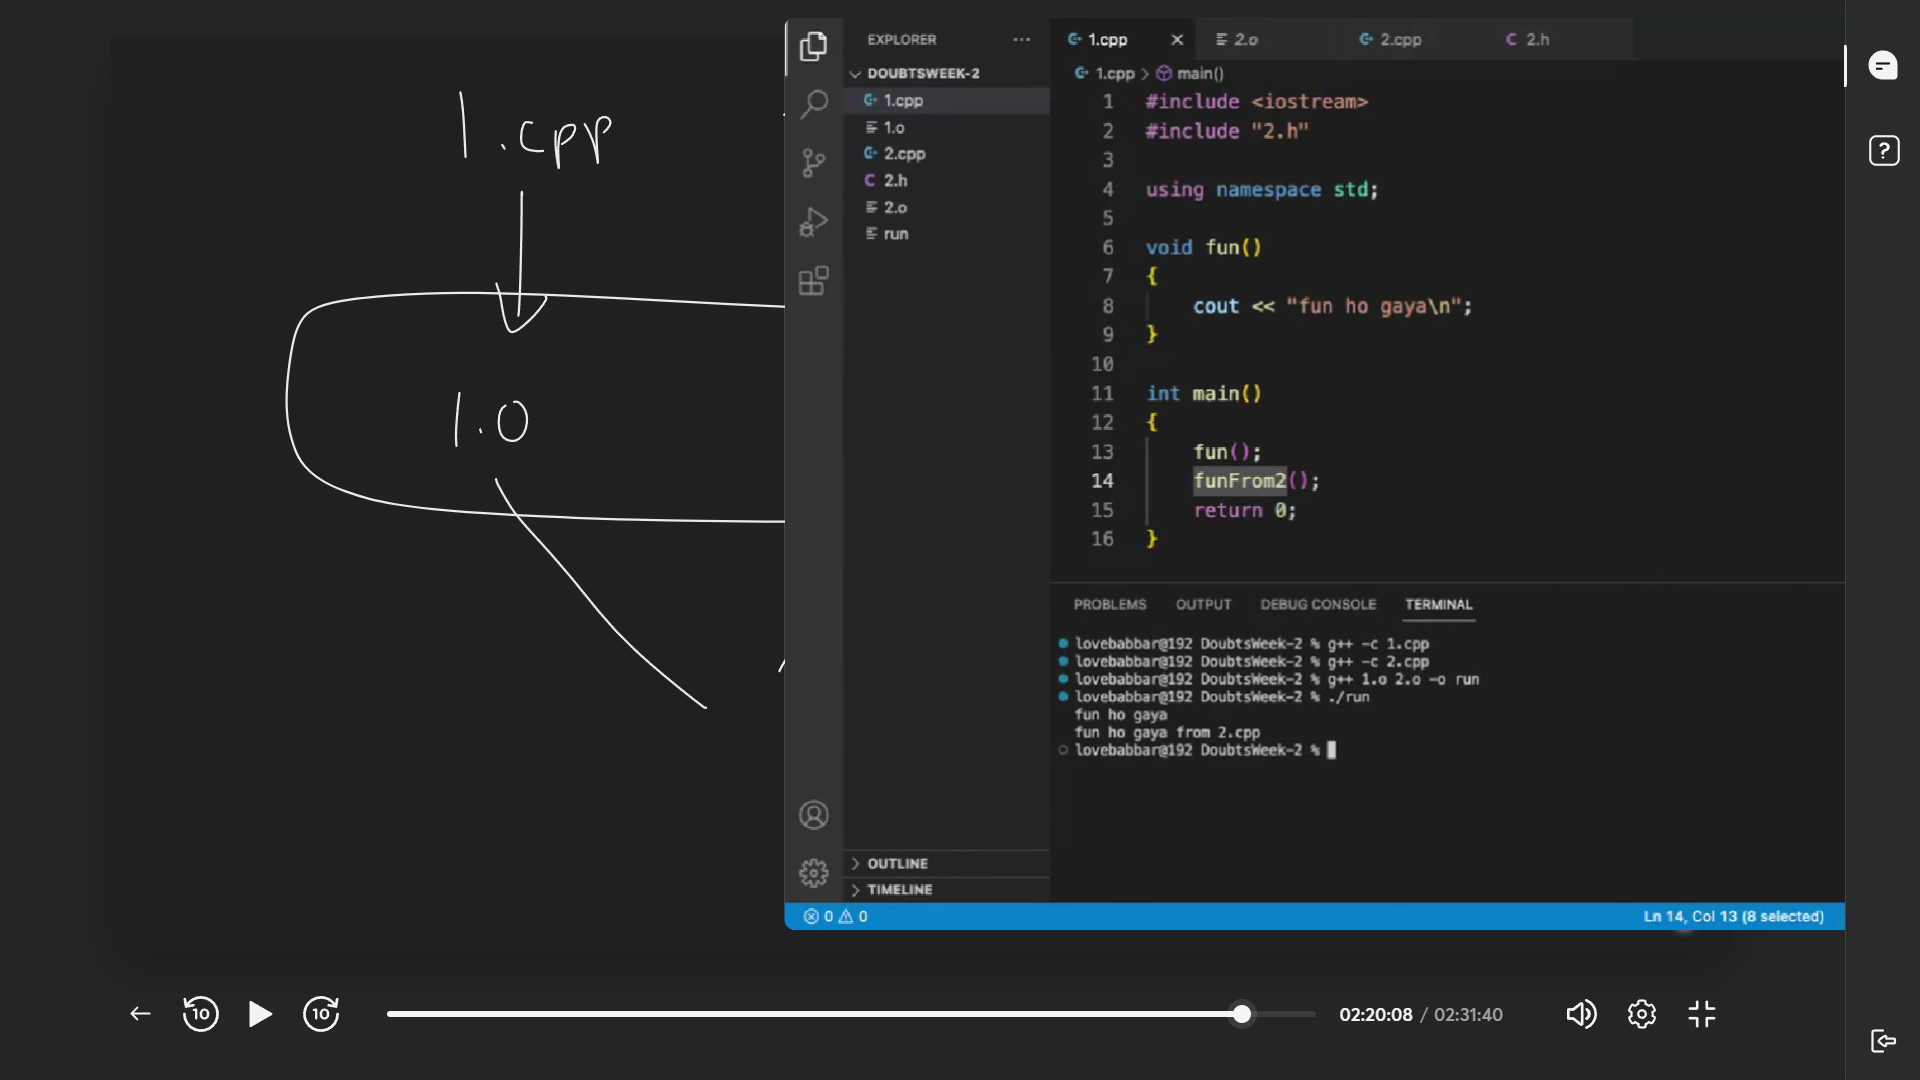 1.cpp
1.o
EXPLORER
DOUBTSWEEK-2
1.cpp
1.o
2.cpp
2.h
2.o
run
OUTLINE
TIMELINE
1.cpp 2.o 2.cpp 2.h
1.cpp > main()
1 #include <iostream>
2 #include "2.h"
3
4 using namespace std;
5
6 void fun()
7 {
8 cout << "fun ho gaya\n";
9 }
10
11 int main()
12 {
13 fun();
14 funFrom2();
15 return 0;
16 }
PROBLEMS OUTPUT DEBUG CONSOLE TERMINAL
lovebabbar@192 DoubtsWeek-2 % g++ -c 1.cpp
lovebabbar@192 DoubtsWeek-2 % g++ -c 2.cpp
lovebabbar@192 DoubtsWeek-2 % g++ 1.o 2.o -o run
lovebabbar@192 DoubtsWeek-2 % ./run
fun ho gaya
fun ho gaya from 2.cpp
lovebabbar@192 DoubtsWeek-2 %
0 0 Ln 14, Col 13 (8 selected)
10 10 02:20:08 / 02:31:40